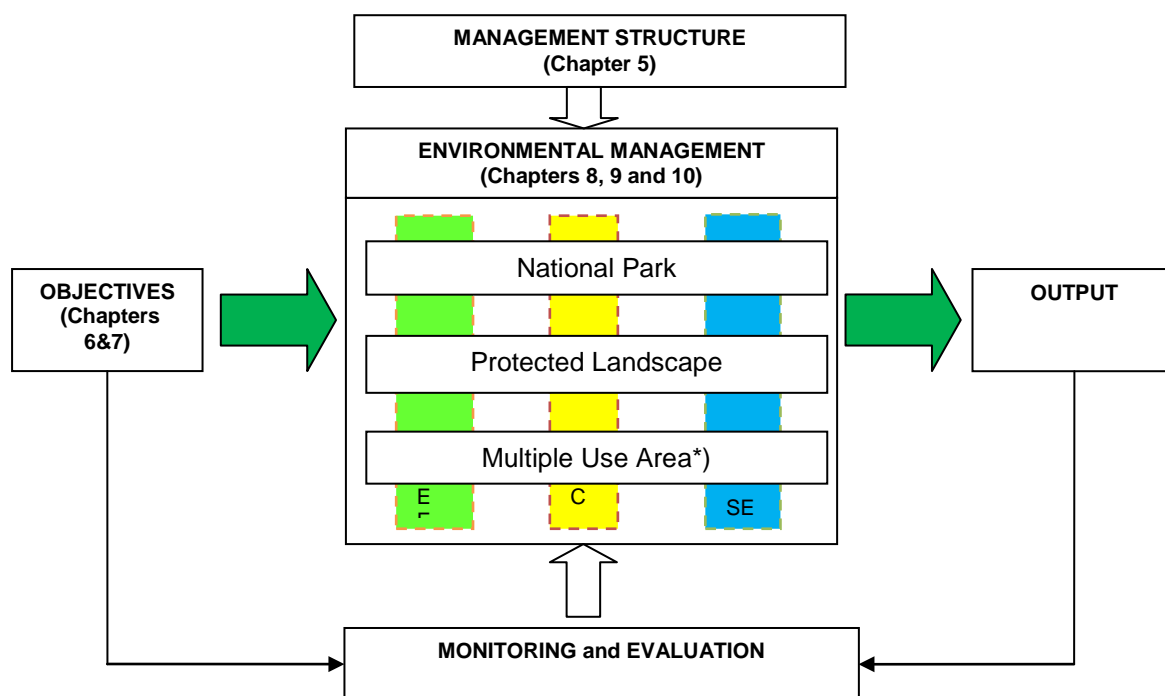 MANAGEMENT STRUCTURE
(Chapter 5)
ENVIRONMENTAL MANAGEMENT
(Chapters 8, 9 and 10)
National Park
OBJECTIVES
(Chapters
6&7)
OUTPUT
Protected Landscape
Multiple Use Area*)
E
C
SE
MONITORING and EVALUATION